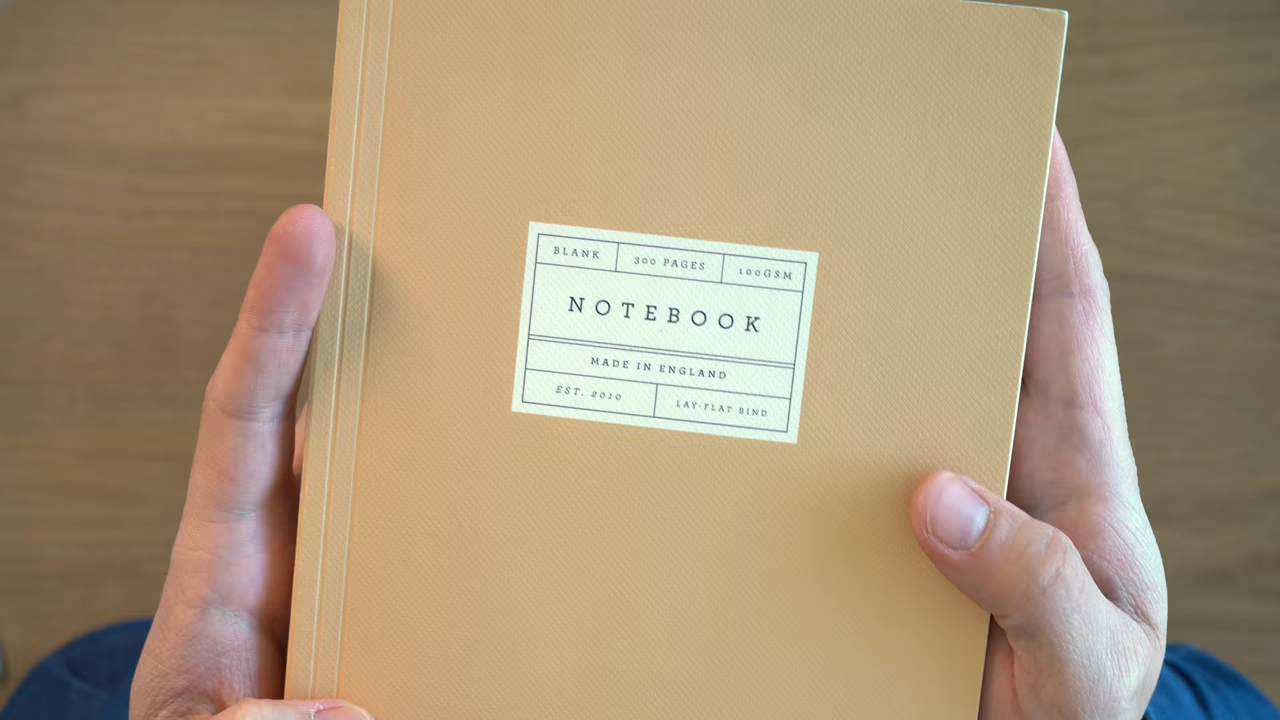 BLANK 300 PAGES 100GSM
NOTEBOOK
MADE IN ENGLAND
EST. 2010 LAY-FLAT BIND